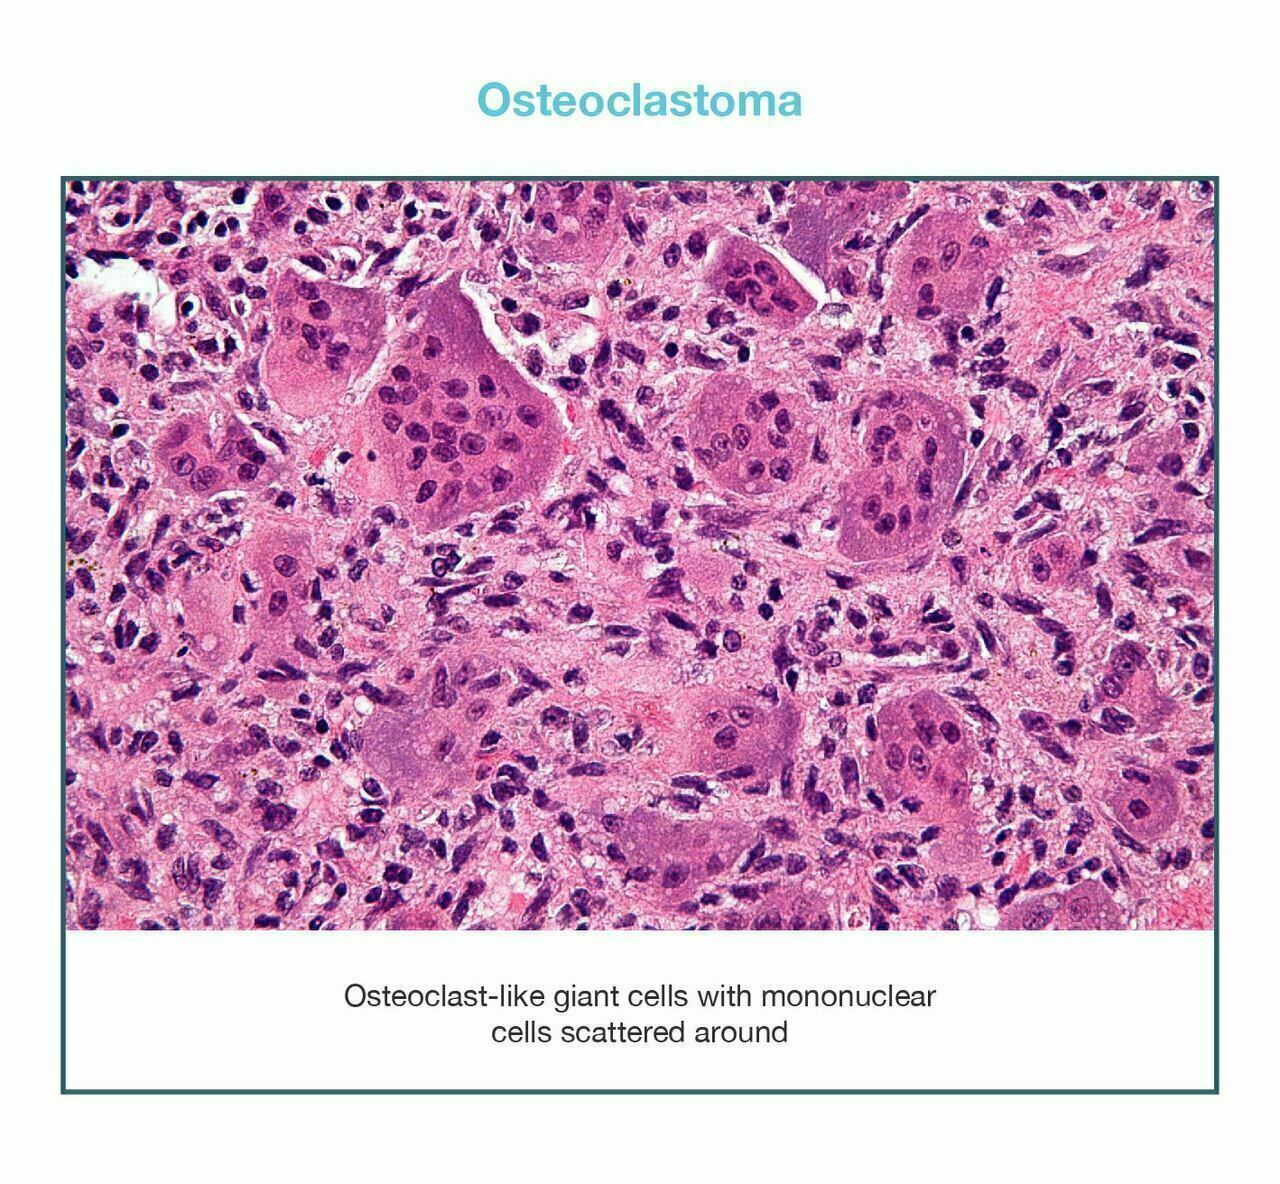 Osteoclastoma
Osteoclast-like giant cells with mononuclear
cells scattered around